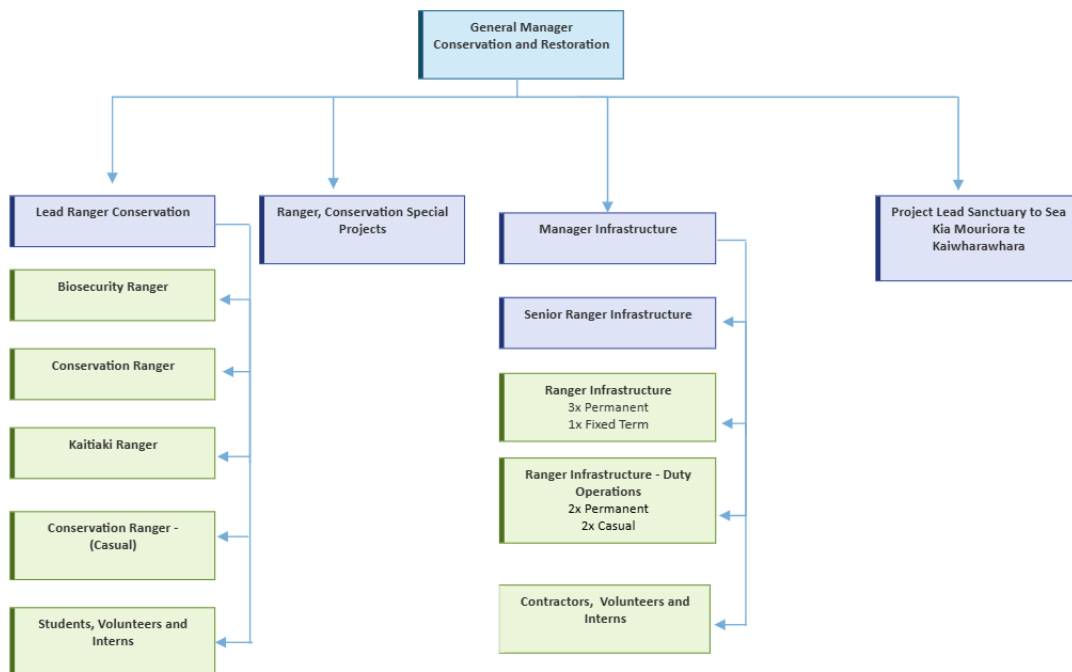 General Manager
Conservation and Restoration
Lead Ranger Conservation
Ranger, Conservation Special
Projects
Manager Infrastructure
Project Lead Sanctuary to Sea
Kia Mouriora te
Kaiwharawhara
Biosecurity Ranger
Conservation Ranger
Kaitiaki Ranger
Conservation Ranger -
(Casual)
Students, Volunteers and
Interns
Senior Ranger Infrastructure
Ranger Infrastructure
3x Permanent
1x Fixed Term
Ranger Infrastructure - Duty
Operations
2x Permanent
2x Casual
Contractors, Volunteers and
Interns